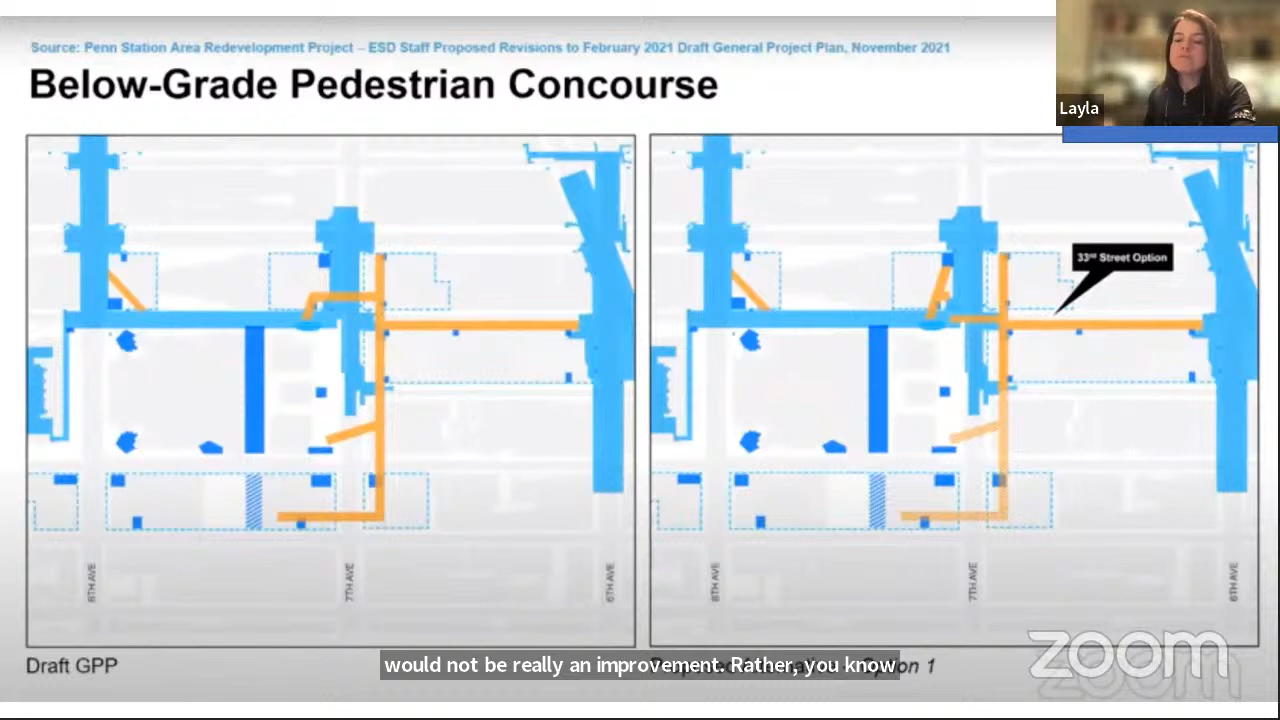 Source: Penn Station Area Redevelopment Project – ESD Staff Proposed Revisions to February 2021 Draft General Project Plan, November 2021
Below-Grade Pedestrian Concourse
Layla
33rd Street Option
8TH AVE
7TH AVE
6TH AVE
8TH AVE
7TH AVE
6TH AVE
Draft GPP
Option 1
would not be really an improvement. Rather, you know
zoom